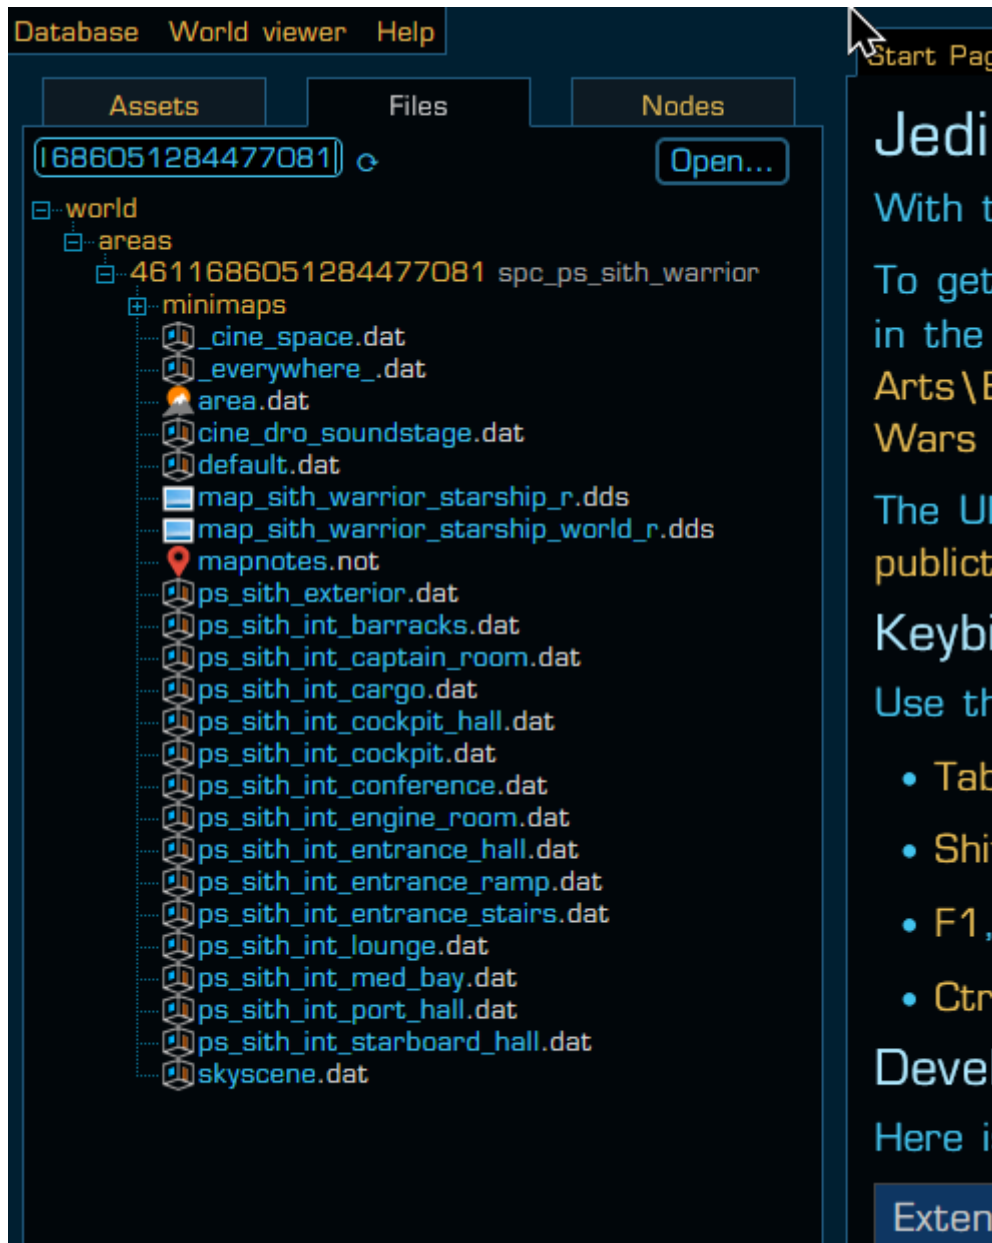 Database World viewer Help
Assets Files Nodes
1686051284477081 Open...
world
areas
4611686051284477081 spc_ps_sith_warrior
minimaps
_cine_space.dat
_everywhere_.dat
area.dat
cine_dro_soundstage.dat
default.dat
map_sith_warrior_starship_r.dds
map_sith_warrior_starship_world_r.dds
mapnotes.not
ps_sith_exterior.dat
ps_sith_int_barracks.dat
ps_sith_int_captain_room.dat
ps_sith_int_cargo.dat
ps_sith_int_cockpit_hall.dat
ps_sith_int_cockpit.dat
ps_sith_int_conference.dat
ps_sith_int_engine_room.dat
ps_sith_int_entrance_hall.dat
ps_sith_int_entrance_ramp.dat
ps_sith_int_entrance_stairs.dat
ps_sith_int_lounge.dat
ps_sith_int_med_bay.dat
ps_sith_int_port_hall.dat
ps_sith_int_starboard_hall.dat
skyscene.dat
Start Pag
Jedi
With t
To get
in the
Arts\
Wars
The
publict
Keybi
Use th
• Tab
• Shi
• F1,
• Ctr
Devel
Here i
Exten